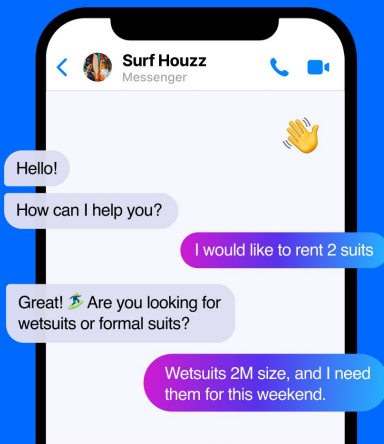 Surf Houzz
Messenger
Hello!
How can I help you?
I would like to rent 2 suits
Great! 🏄 Are you looking for
wetsuits or formal suits?
Wetsuits 2M size, and I need
them for this weekend.